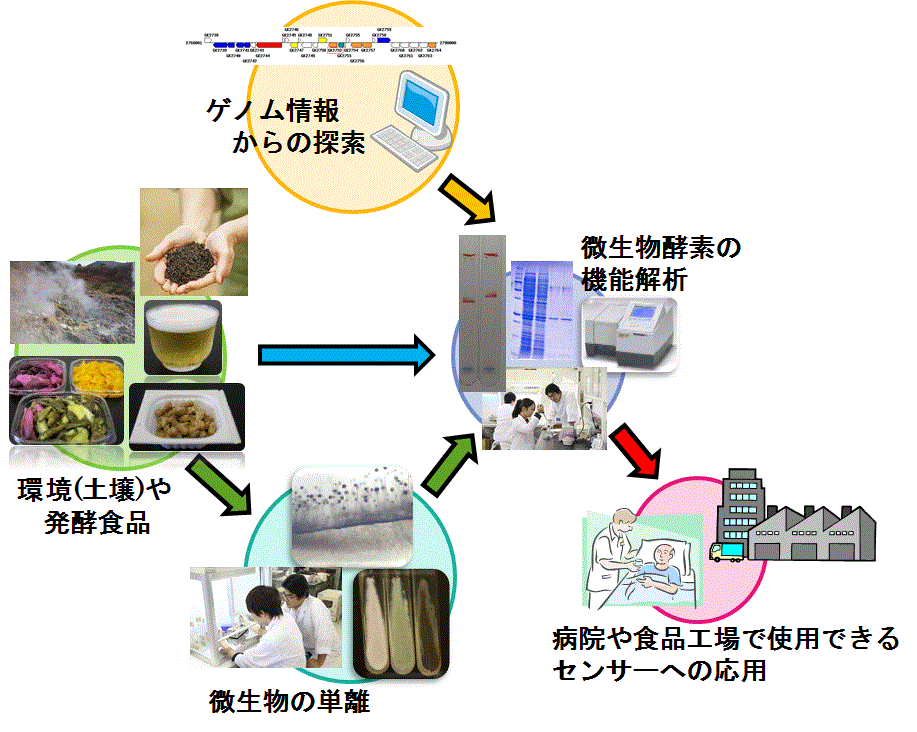 ゲノム情報
からの探索
微生物酵素の
機能解析
環境(土壌)や
発酵食品
微生物の単離
病院や食品工場で使用できる
センサーへの応用